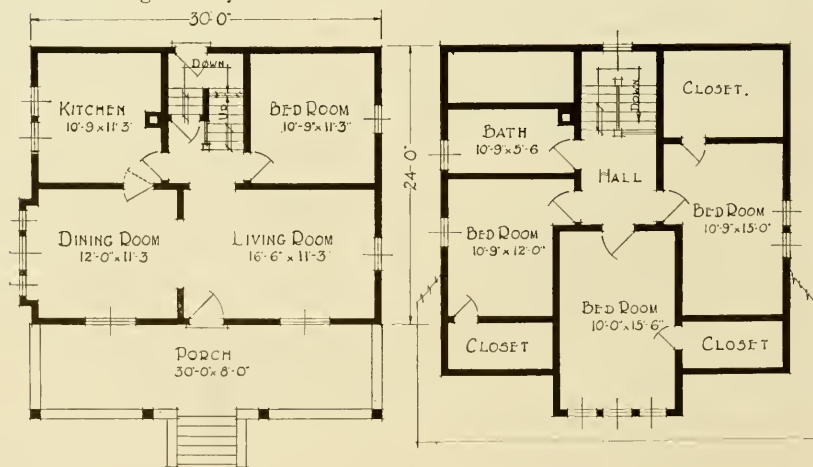 30'-0"
DOWN
UP
KITCHEN
10'-9 x 11'-3"
BED ROOM
10'-9" x 11'-3"
24'-0"
DINING ROOM
12'-0" x 11'-3
LIVING ROOM
16'-6" x 11'-3"
PORCH
30'-0" x 8'-0"
CLOSET.
DOWN
BATH
10'-9" x 5'-6
HALL
BED ROOM
10'-9" x 12'-0"
BED ROOM
10'-9" x 15'-0"
BED ROOM
10'-0" x 15'-6"
CLOSET
CLOSET